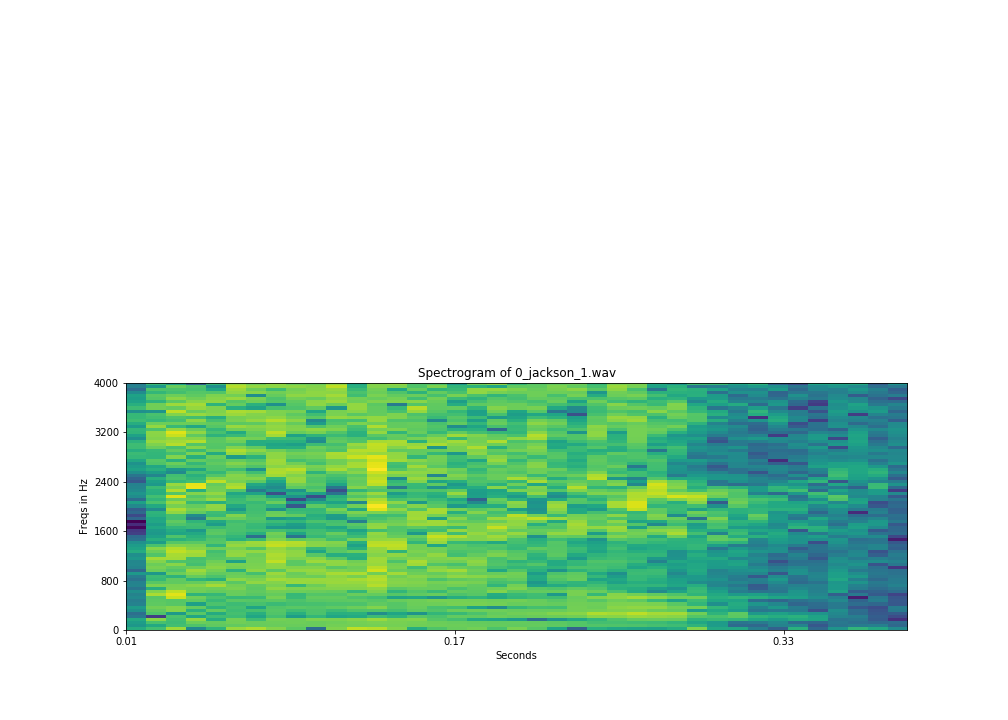 Spectrogram of 0_jackson_1.wav
4000
3200
2400
1600
800
0
Freqs in Hz
0.01 0.17 0.33
Seconds